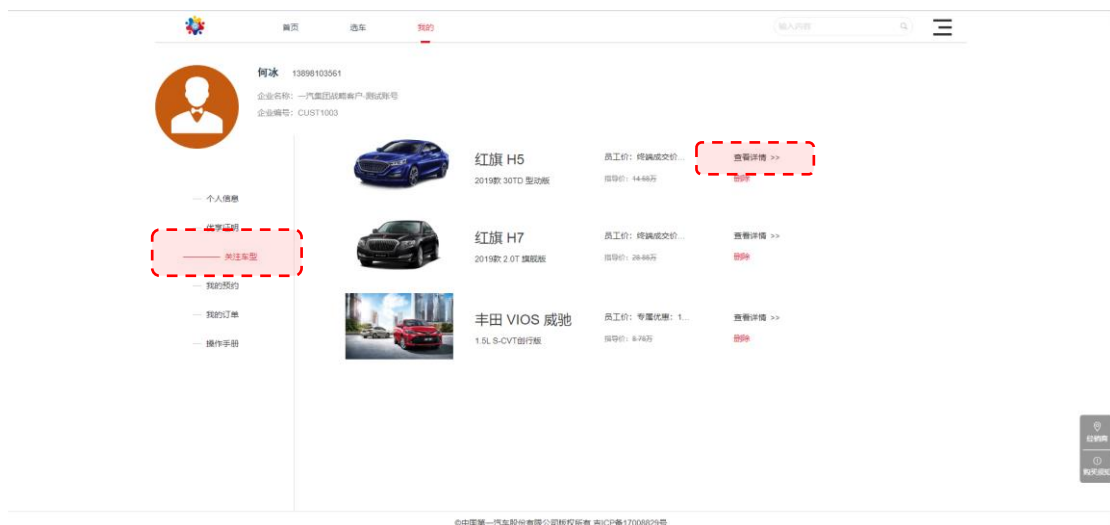 首页 选车 我的 输入内容
何冰 13898103561
企业名称：一汽集团战略客户-测试账号
企业编号：CUST1003
个人信息
优享证明
关注车型
我的预约
我的订单
操作手册
红旗 H5 员工价：终端成交价... 查看详情 >>
2019款 30TD 型动版 指导价：14.68万 删除
红旗 H7 员工价：终端成交价... 查看详情 >>
2019款 2.0T 旗舰版 指导价：28.88万 删除
丰田 VIOS 威驰 员工价：专属优惠：1... 查看详情 >>
1.5L S-CVT创行版 指导价：8.78万 删除
经销商
购买须知
©中国第一汽车股份有限公司版权所有 吉ICP备17008829号